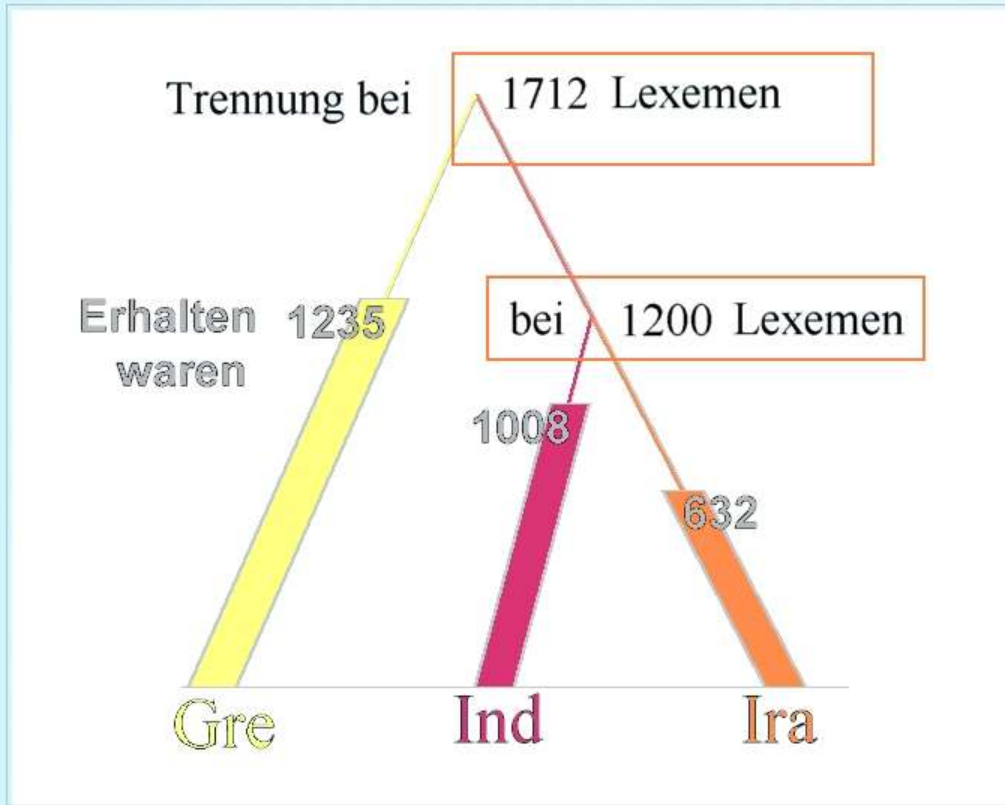 Trennung bei 1712 Lexemen
Erhalten 1235 bei 1200 Lexemen
waren
1008
632
Gre Ind Ira